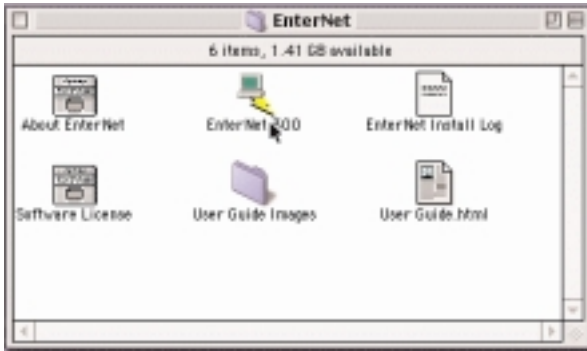 EnterNet
6 items, 1.41 GB available
About EnterNet
EnterNet
EnterNet Install Log
Software License
User Guide Images
User Guide.html